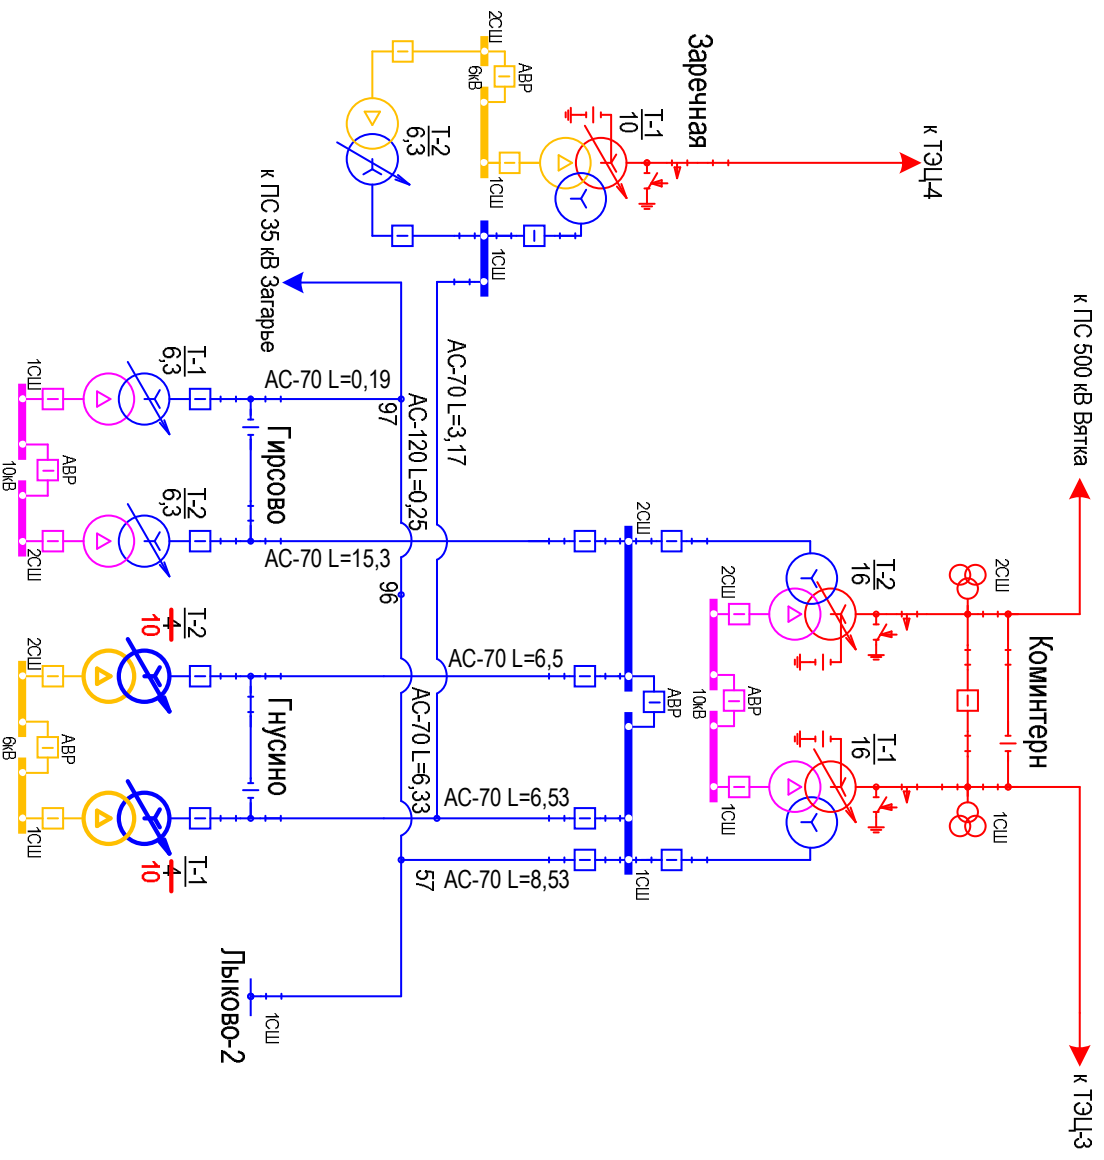 к ПС 500 кВ Вятка
к ТЭЦ-3
Коминтерн
2СШ
1СШ
Т-2
16
Т-1
16
2СШ
АВР
10кВ
1СШ
2СШ
АВР
1СШ
к ТЭЦ-4
Заречная
Т-1
10
2СШ
АВР
6кВ
1СШ
Т-2
6,3
1СШ
к ПС 35 кВ Загарье
АС-70 L=3,17
АС-120 L=0,25
АС-70 L=0,19
97
АС-70 L=15,3
96
АС-70 L=6,5
АС-70 L=6,33
АС-70 L=6,53
57
АС-70 L=8,53
Гирсово
Т-1
6,3
Т-2
6,3
1СШ
АВР
10кВ
2СШ
Гнусино
Т-2
4
10
Т-1
4
10
2СШ
АВР
6кВ
1СШ
Лыково-2
1СШ